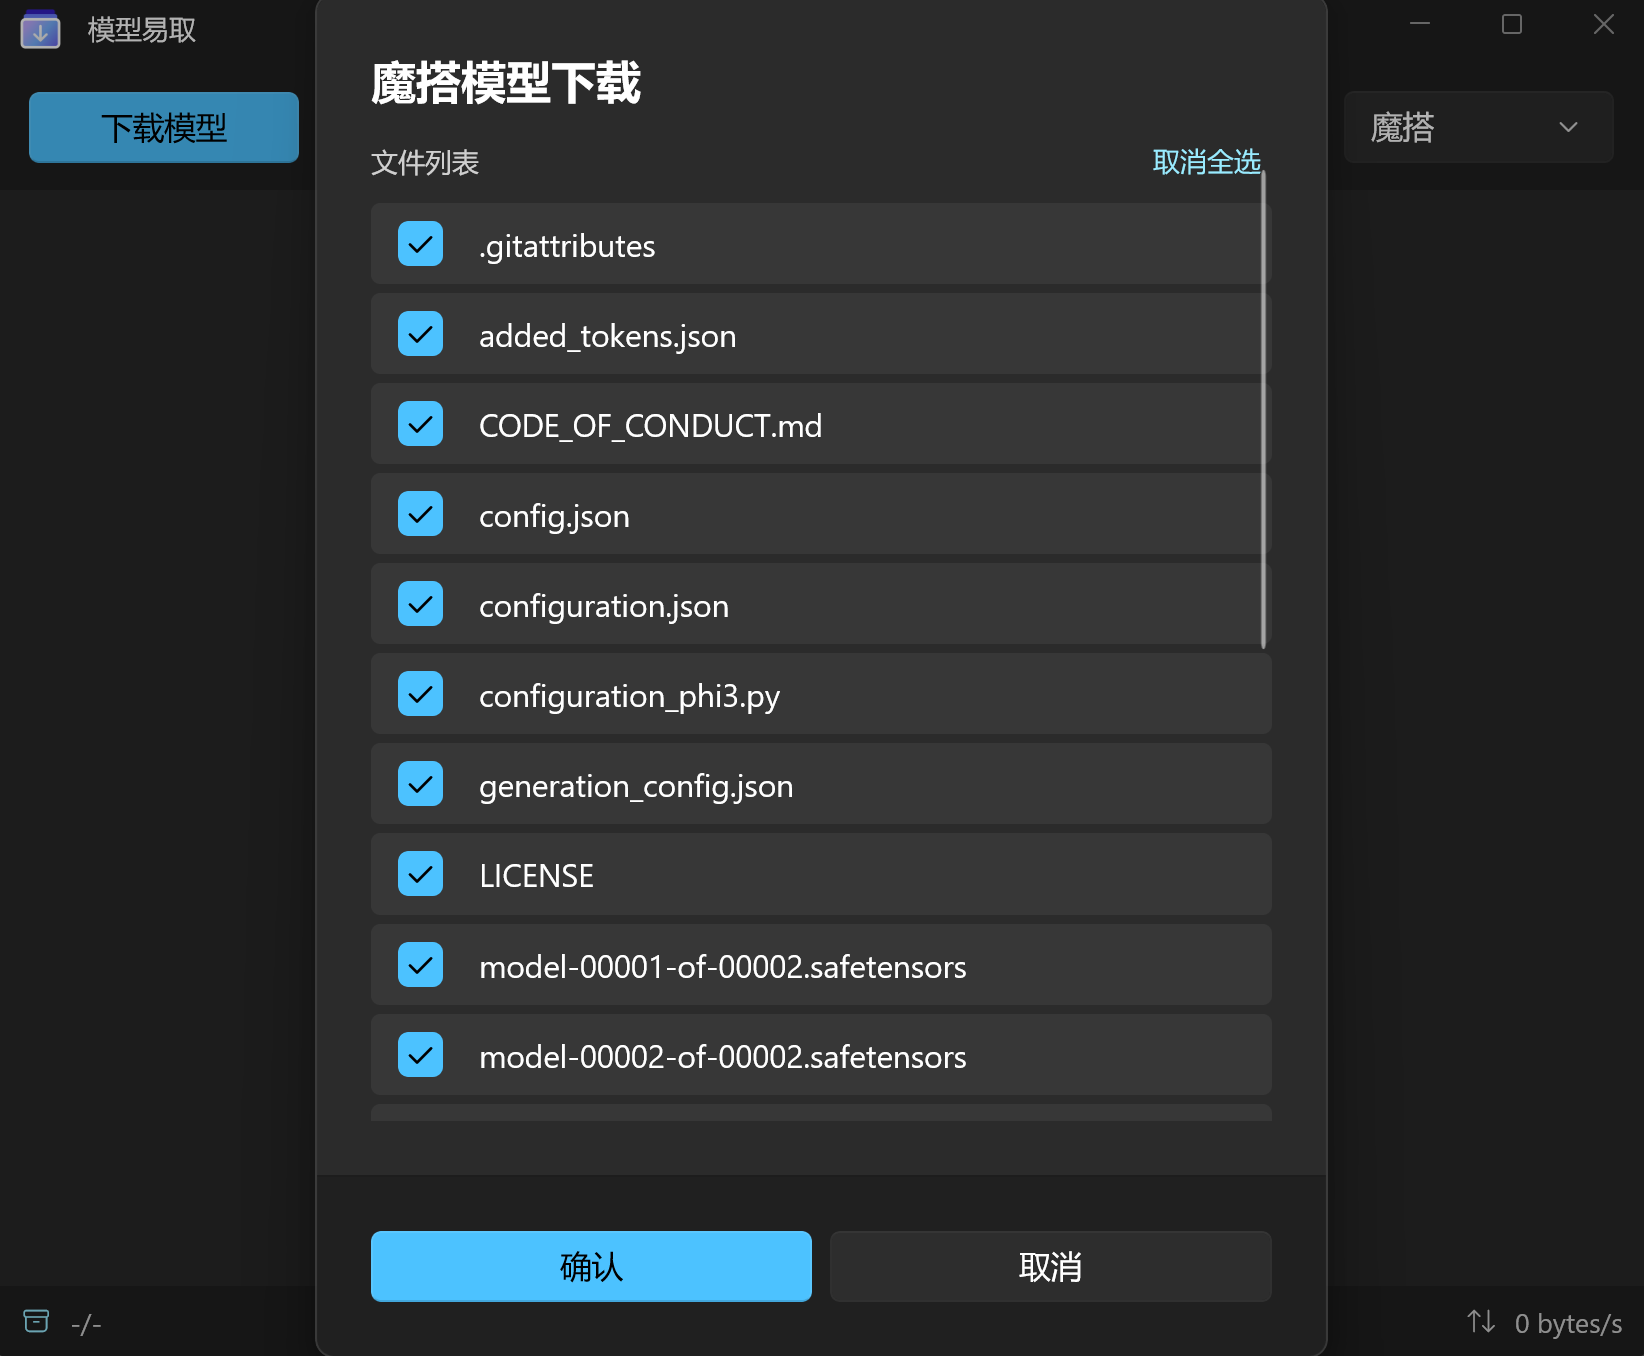 模型易取
下载模型
魔搭
魔搭模型下载
文件列表
取消全选
.gitattributes
added_tokens.json
CODE_OF_CONDUCT.md
config.json
configuration.json
configuration_phi3.py
generation_config.json
LICENSE
model-00001-of-00002.safetensors
model-00002-of-00002.safetensors
确认
取消
-/-
0 bytes/s